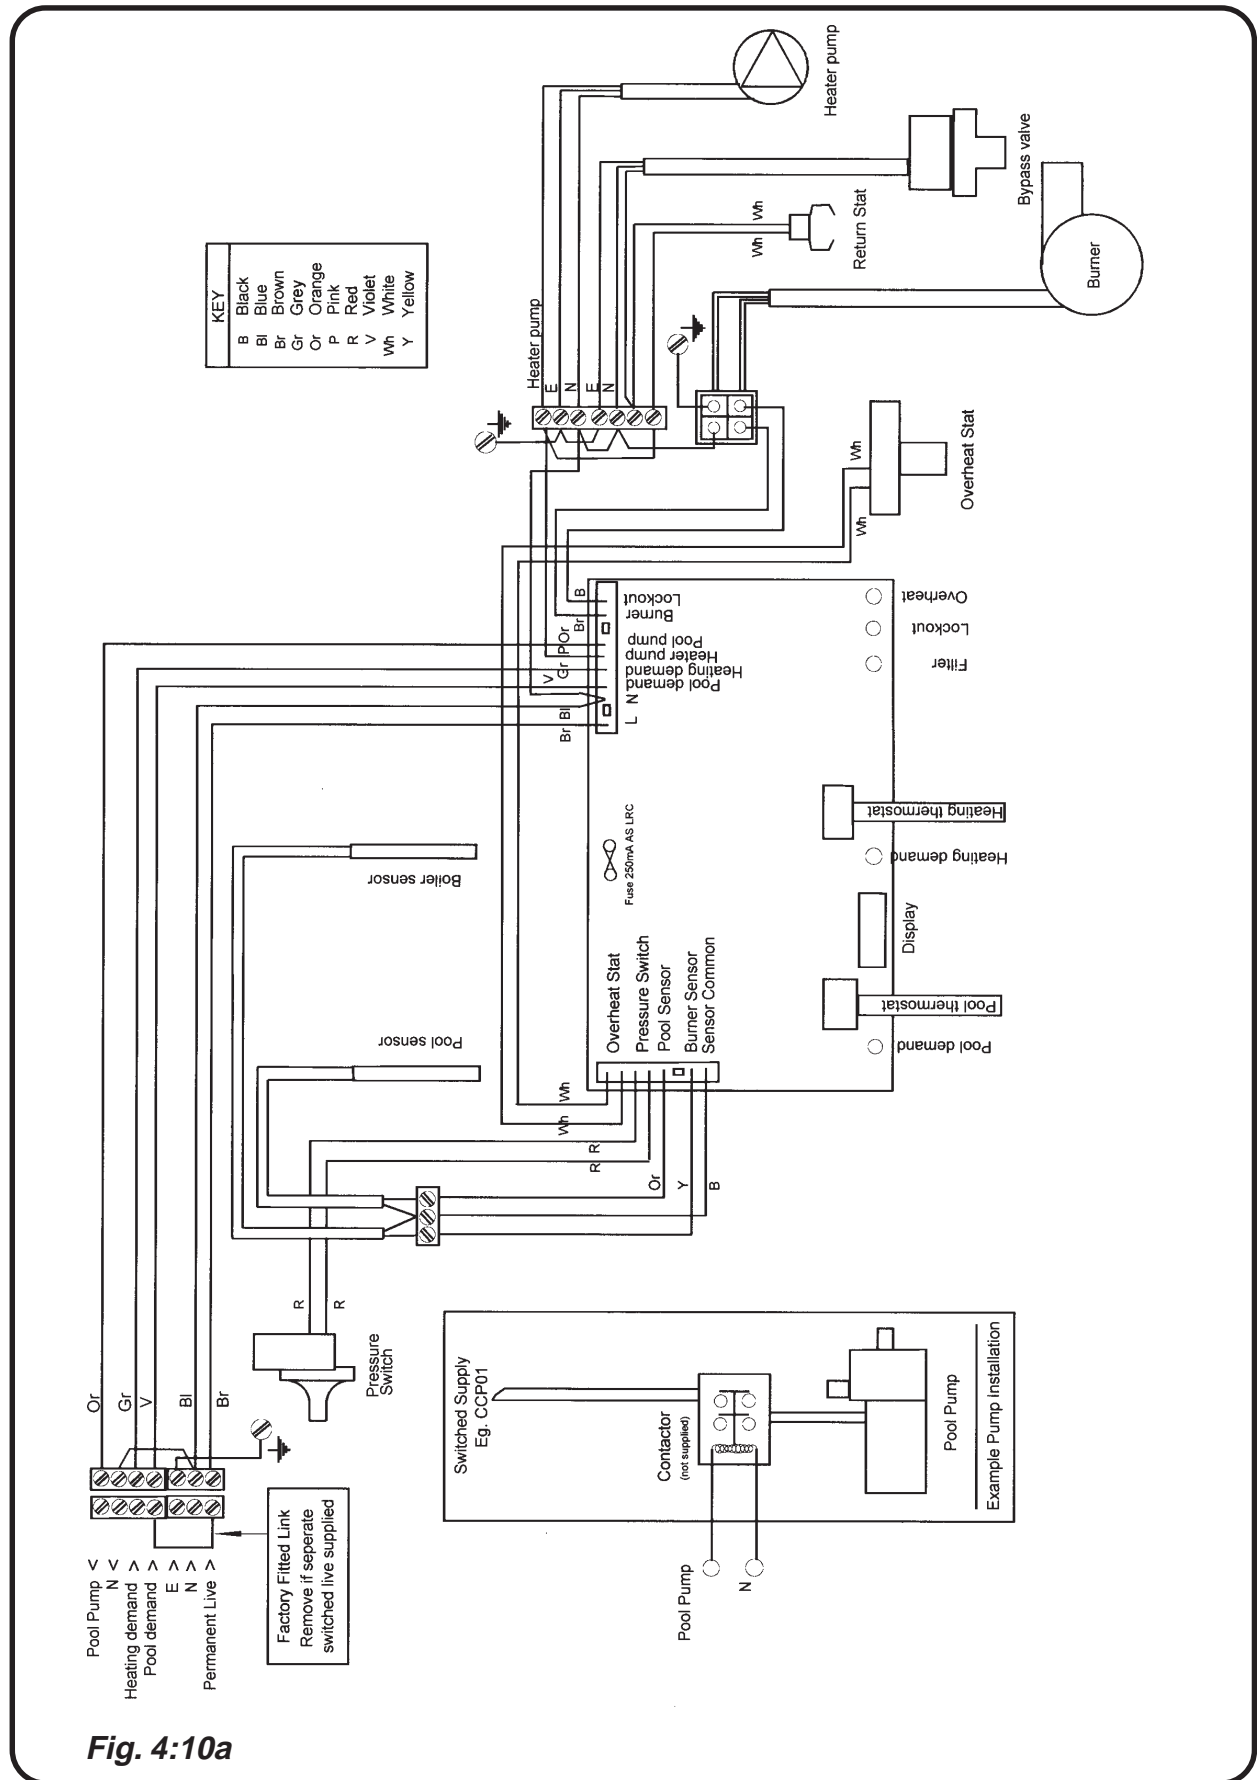 Heater pump
Bypass valve
Return Stat
Burner
Wh
Wh
KEY
B Black
Bl Blue
Br Brown
Gr Grey
Or Orange
P Pink
R Red
V Violet
Wh White
Y Yellow
Heater pump
E
N
E
N
Overheat Stat
Wh
Wh
B
Br
Or
P
Gr
V
Bl
Br
Lockout
Burner
Pool pump
Heater pump
Heating demand
Pool demand
N
L
Overheat
Lockout
Filter
Heating thermostat
Heating demand
Display
Pool thermostat
Pool demand
Fuse 250mA AS LRC
Boiler sensor
Pool sensor
Overheat Stat
Pressure Switch
Pool Sensor
Burner Sensor
Sensor Common
Wh
Wh
R
R
Or
Y
B
R
R
Pressure
Switch
Or
Gr
V
Bl
Br
Pool Pump <
N <
Heating demand >
Pool demand >
E >
N >
Permanent Live >
Factory Fitted Link
Remove if seperate
switched live supplied
Switched Supply
Eg. CCP01
Contactor
(not supplied)
Pool Pump
Example Pump Installation
Pool Pump
N
Fig. 4:10a